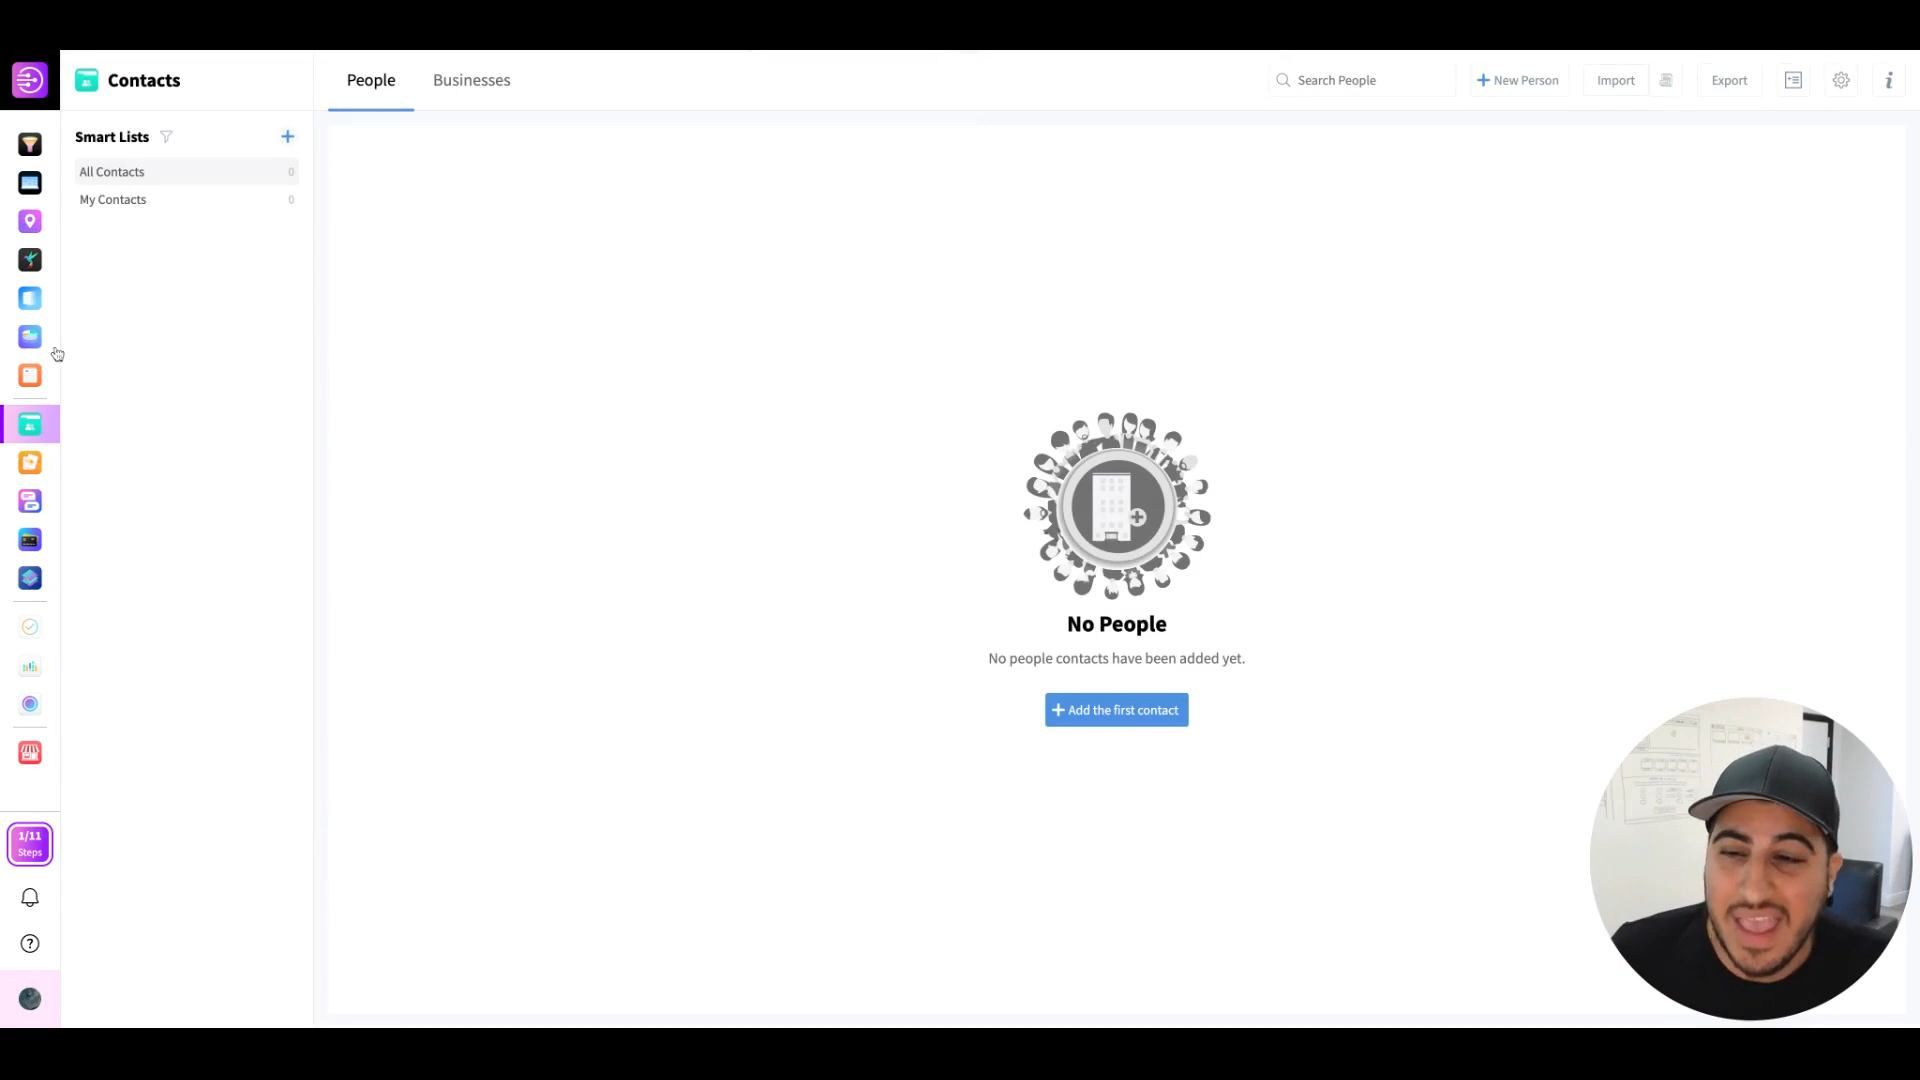 Contacts
People
Businesses
Search People
New Person
Import
Export
Smart Lists
All Contacts 0
My Contacts 0
No People
No people contacts have been added yet.
Add the first contact
1/11
Steps